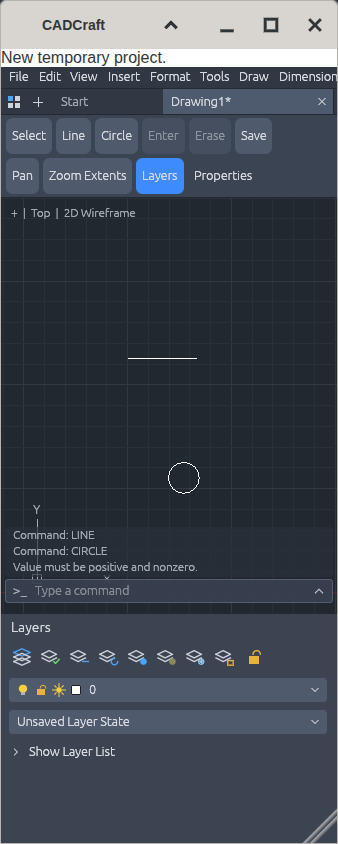 CADCraft
New temporary project.
File Edit View Insert Format Tools Draw Dimension
Start Drawing1*
Select Line Circle Enter Erase Save
Pan Zoom Extents Layers Properties
+ | Top | 2D Wireframe
Y
Command: LINE
Command: CIRCLE
Value must be positive and nonzero.
X
>_ Type a command
Layers
0
Unsaved Layer State
Show Layer List